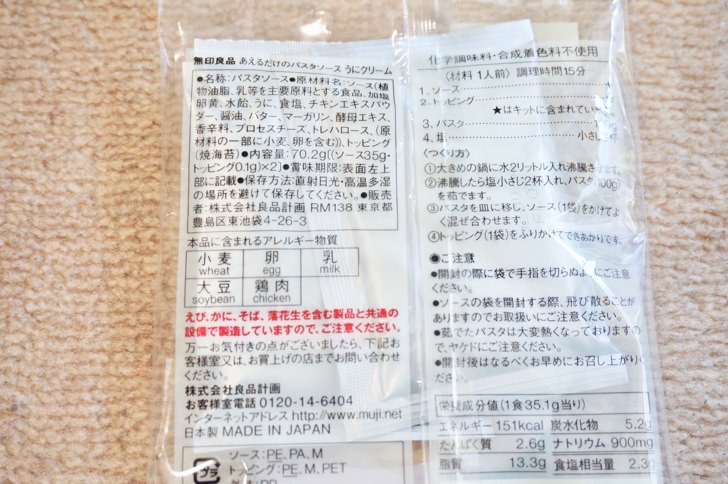 無印良品 あえるだけのパスタソース うにクリーム
●名称:パスタソース●原材料名:ソース(植
物油脂、乳等を主要原料とする食品、加塩
卵黄、水飴、うに、食塩、チキンエキスパウ
ダー、醤油、バター、マーガリン、酵母エキス、
香辛料、プロセスチーズ、トレハロース、(原
材料の一部に小麦、卵を含む))、トッピング
(焼海苔)●内容量:70.2g((ソース35g・
トッピング0.1g)×2)●賞味期限:表面左上
部に記載●保存方法:直射日光・高温多湿
の場所を避けて保存してください。●販売
者:株式会社良品計画 RM138 東京都
豊島区東池袋4-26-3
本品に含まれるアレルギー物質
小麦 卵 乳
wheat egg milk
大豆 鶏肉
soybean chicken
えび、かに、そば、落花生を含む製品と共通の
設備で製造していますので、ご注意ください。
万一お気付きの点がございましたら、下記お
客様室又は、お買上げの店までお問い合わせ
ください。
株式会社良品計画
お客様室電話 0120-14-6404
インターネットアドレス http://www.muji.net
日本製 MADE IN JAPAN
プラ
ソース:PE, PA, M
トッピング:PE, M, PET
化学調味料・合成着色料不使用
〈材料 1人前〉調理時間15分
1. ソース
2. トッピング
★はキットに含まれてい
3. パスタ
4. 塩 小さじ2杯
〈つくり方〉
①大きめの鍋に水2リットル入れ沸騰させます。
②沸騰したら塩小さじ2杯入れ、パスタ(100g)
を茹でます。
③パスタを皿に移し、ソース(1袋)をかけてよ
く混ぜ合わせます。
④トッピング(1袋)をふりかけてできあがりです。
◉ご注意
●開封の際に袋で手指を切らぬよ、にご注意
ください。
●ソースの袋を開封する際、飛び散ることが
ありますのでお取扱いにご注意ください。
●茹でたパスタは大変熱くなっておりますの
で、ヤケドにご注意ください。
●開封後はなるべくお早めにお召し上がり
ください。
栄養成分値(1食35.1g当り)
エネルギー 151kcal 炭水化物 5.2g
たんぱく質 2.6g ナトリウム 900mg
脂質 13.3g 食塩相当量 2.3g